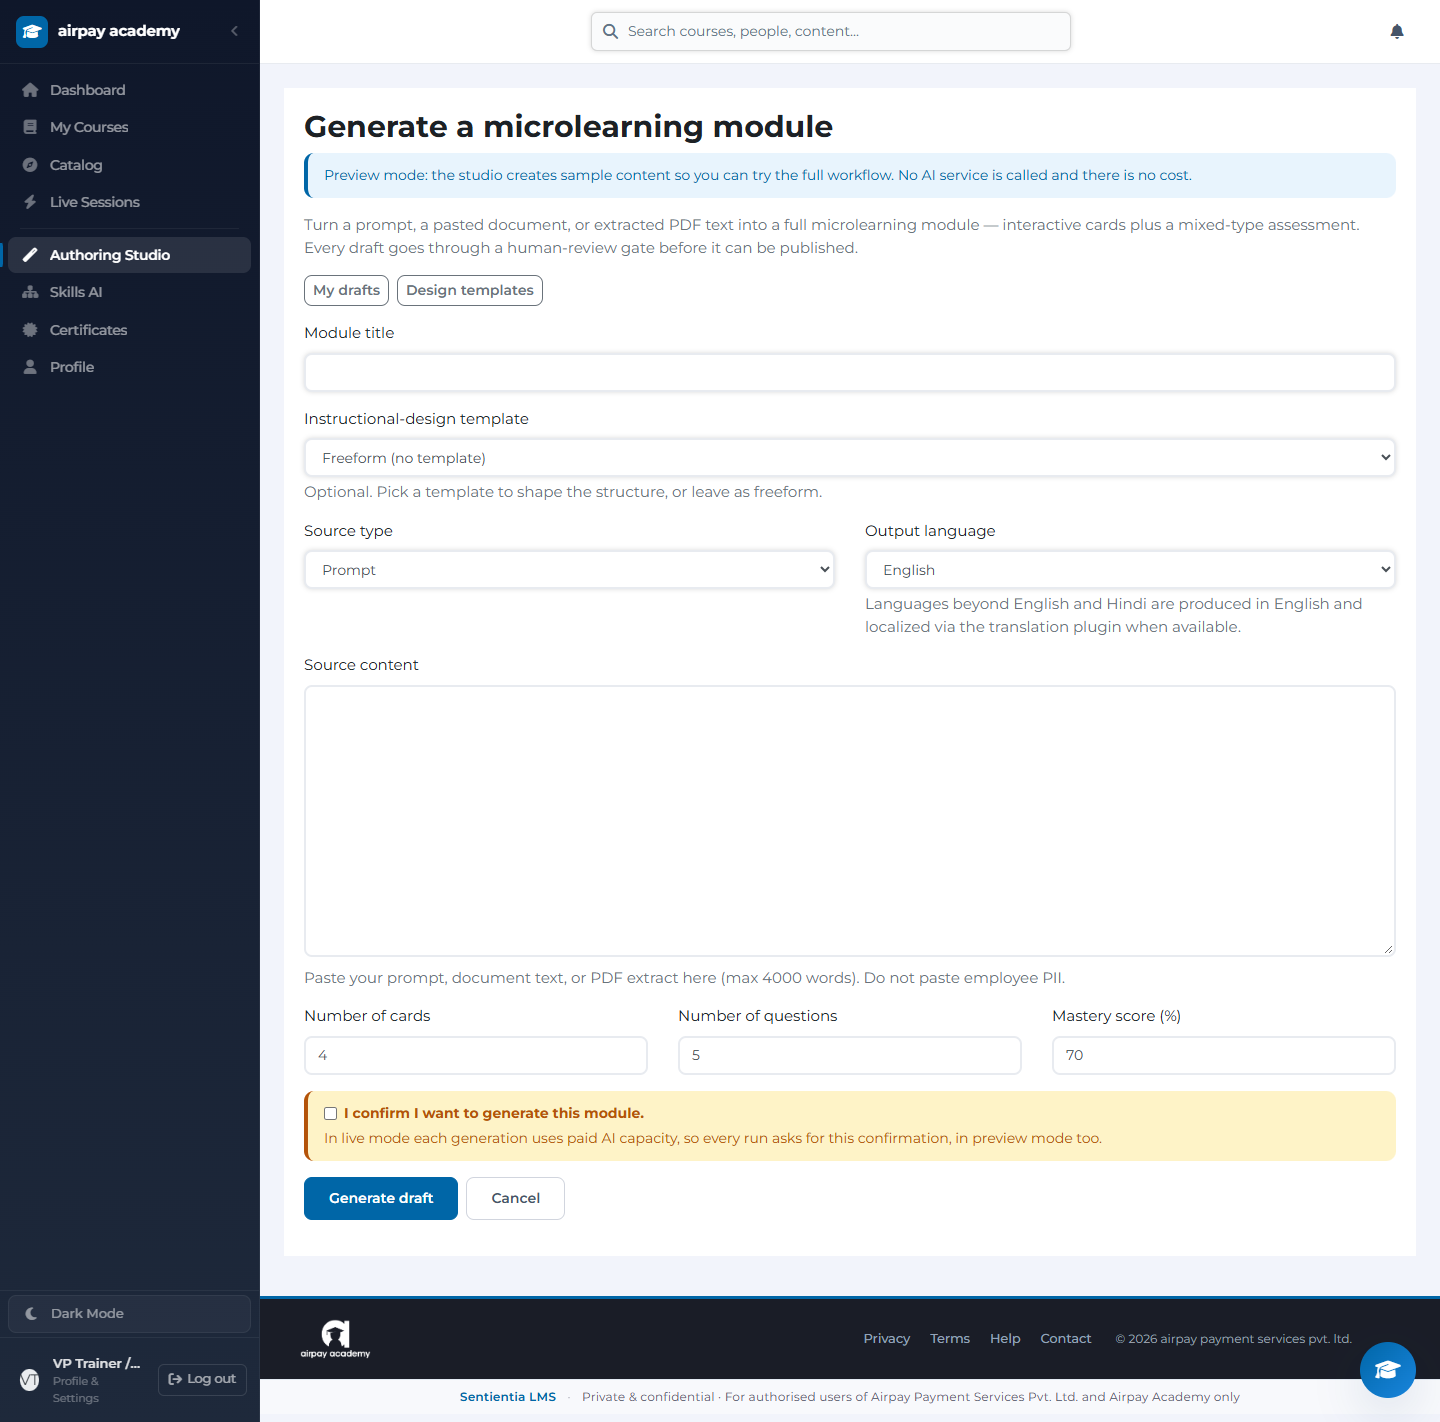 airpay academy
Search courses, people, content...
Dashboard
My Courses
Catalog
Live Sessions
Authoring Studio
Skills AI
Certificates
Profile
Generate a microlearning module
Preview mode: the studio creates sample content so you can try the full workflow. No AI service is called and there is no cost.
Turn a prompt, a pasted document, or extracted PDF text into a full microlearning module — interactive cards plus a mixed-type assessment.
Every draft goes through a human-review gate before it can be published.
My drafts
Design templates
Module title
Instructional-design template
Freeform (no template)
Optional. Pick a template to shape the structure, or leave as freeform.
Source type
Output language
Prompt
English
Languages beyond English and Hindi are produced in English and
localized via the translation plugin when available.
Source content
Paste your prompt, document text, or PDF extract here (max 4000 words). Do not paste employee PII.
Number of cards
Number of questions
Mastery score (%)
4
5
70
I confirm I want to generate this module.
In live mode each generation uses paid AI capacity, so every run asks for this confirmation, in preview mode too.
Generate draft
Cancel
Dark Mode
VT
VP Trainer /...
Profile &
Settings
Log out
airpay academy
Privacy
Terms
Help
Contact
© 2026 airpay payment services pvt. ltd.
Sentientia LMS · Private & confidential · For authorised users of Airpay Payment Services Pvt. Ltd. and Airpay Academy only